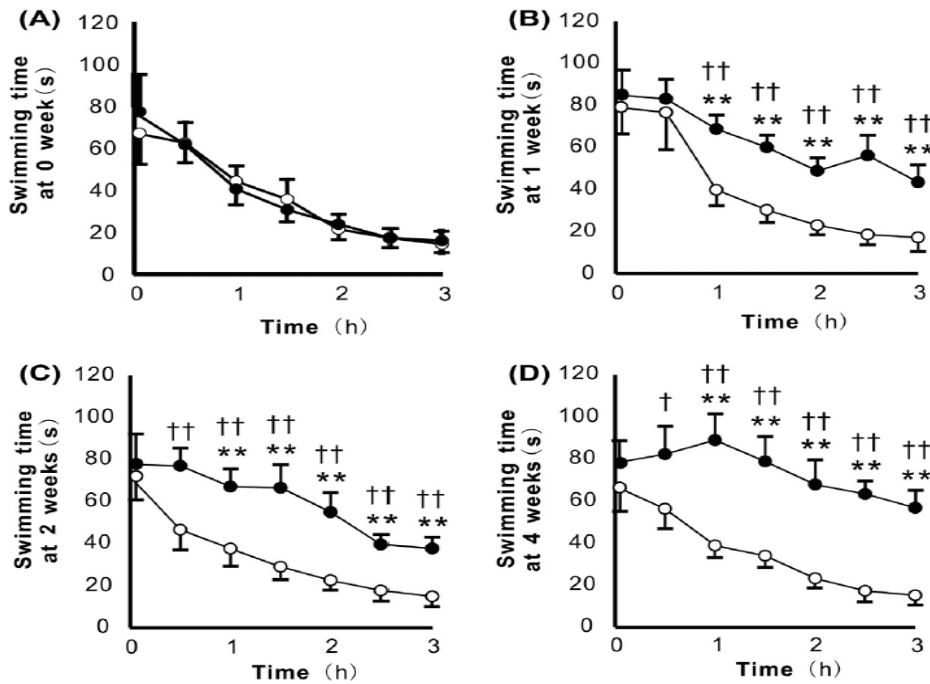 (A)
Swimming time
at 0 week(s)
120
100
80
60
40
20
0
0 1 2 3
Time (h)
(B)
Swimming time
at 1 week(s)
120
100
80
60
40
20
0
†† †† †† †† ††
** ** ** ** **
0 1 2 3
Time (h)
(C)
Swimming time
at 2 weeks(s)
120
100
80
60
40
20
0
†† †† †† †† †† ††
** ** ** ** **
0 1 2 3
Time (h)
(D)
Swimming time
at 4 weeks(s)
120
100
80
60
40
20
0
† †† †† †† †† ††
** ** ** ** **
0 1 2 3
Time (h)